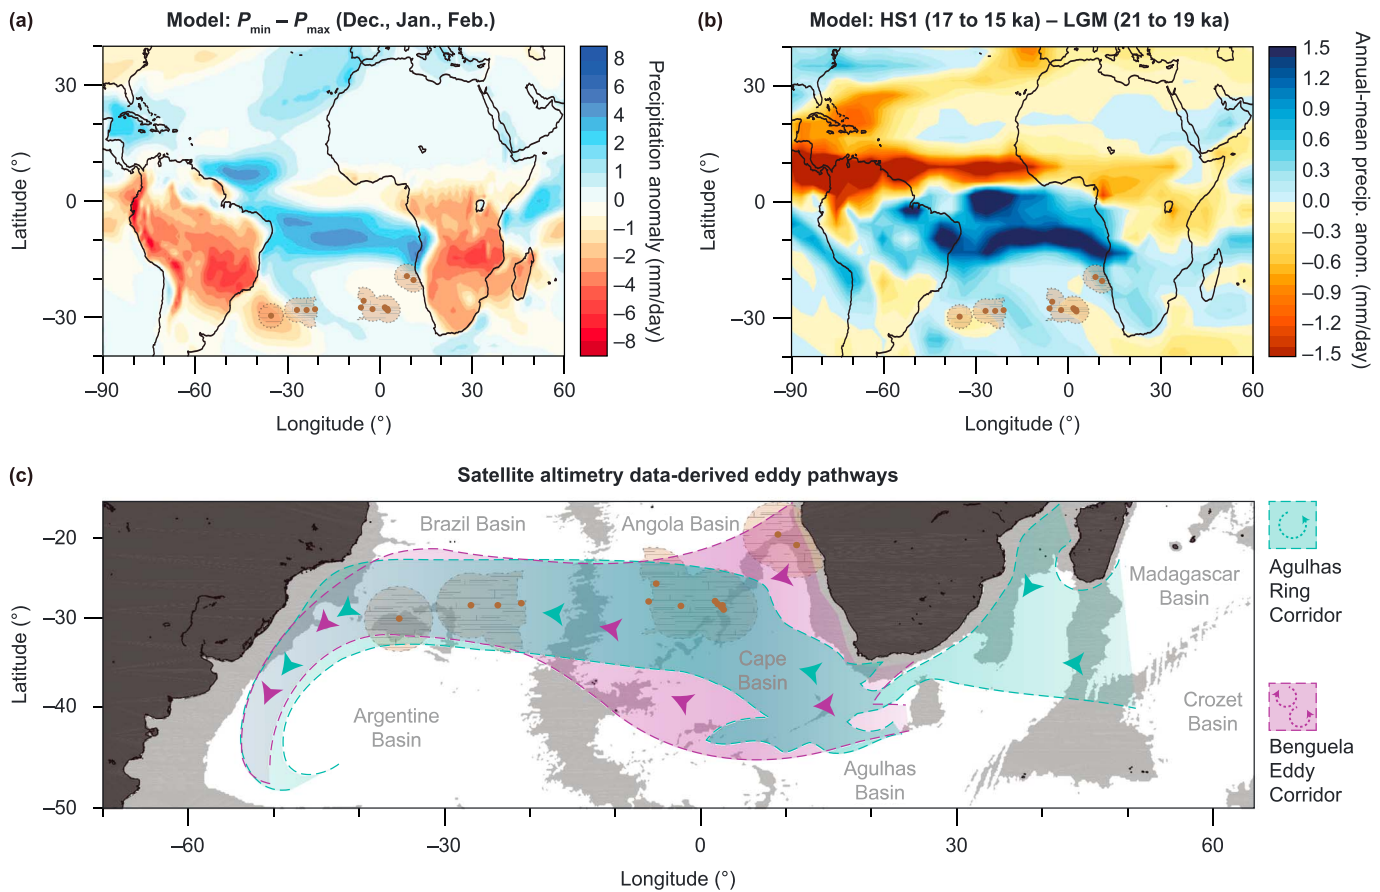 (a)
Model: Pmin – Pmax (Dec., Jan., Feb.)
30
0
–30
Latitude (°)
–90
–60
–30
0
30
60
Longitude (°)
8
6
4
2
0
–1
–4
–6
–8
Precipitation anomaly (mm/day)
(b)
Model: HS1 (17 to 15 ka) – LGM (21 to 19 ka)
30
0
–30
Latitude (°)
–90
–60
–30
0
30
60
Longitude (°)
1.5
1.2
0.9
0.6
0.3
0.0
–0.3
–0.6
–0.9
–1.2
–1.5
Annual-mean precip. anom. (mm/day)
(c)
Satellite altimetry data-derived eddy pathways
–20
–30
–40
–50
Latitude (°)
Brazil Basin
Angola Basin
Cape
Basin
Argentine
Basin
Agulhas
Basin
Madagascar
Basin
Crozet
Basin
–60
–30
0
30
60
Longitude (°)
Agulhas
Ring
Corridor
Benguela
Eddy
Corridor